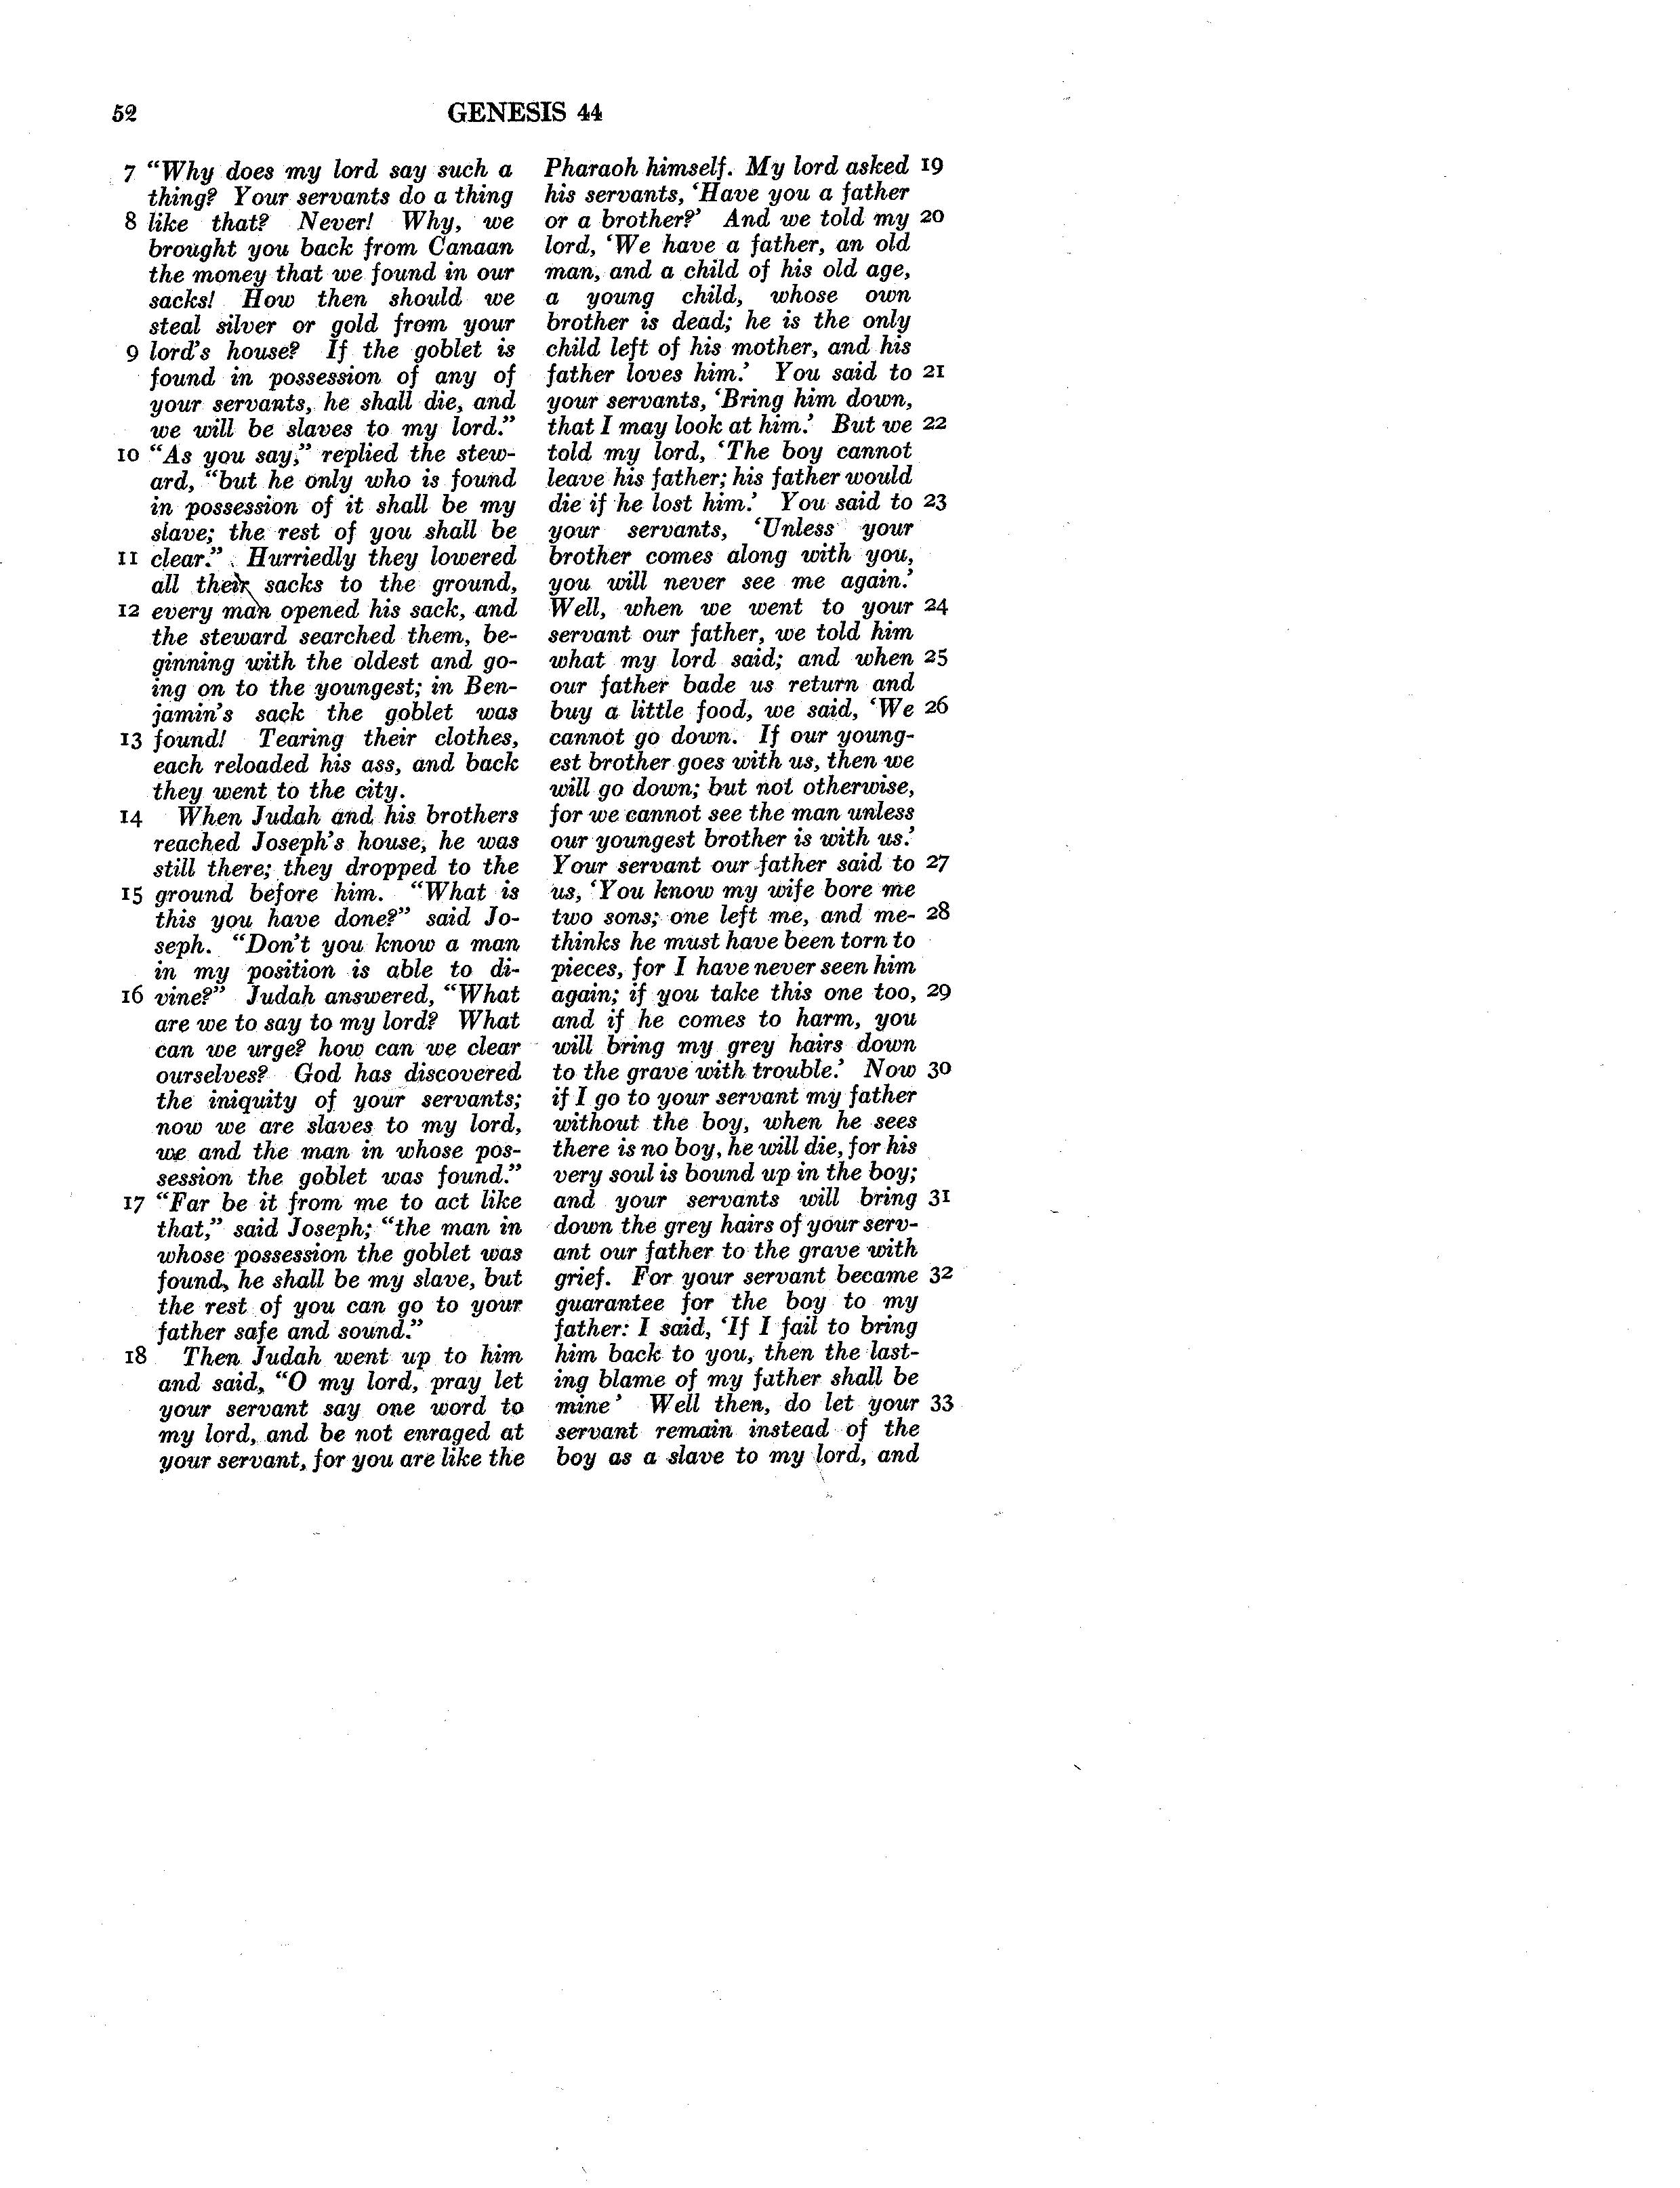 52
GENESIS 44
7 “Why does my lord say such a
thing? Your servants do a thing
8 like that? Never! Why, we
brought you back from Canaan
the money that we found in our
sacks! How then should we
steal silver or gold from your
9 lord's house? If the goblet is
found in possession of any of
your servants, he shall die, and
we will be slaves to my lord.”
10 “As you say,” replied the stew-
ard, “but he only who is found
in possession of it shall be my
slave; the rest of you shall be
11 clear.” Hurriedly they lowered
all their sacks to the ground,
12 every man opened his sack, and
the steward searched them, be-
ginning with the oldest and go-
ing on to the youngest; in Ben-
jamin's sack the goblet was
13 found! Tearing their clothes,
each reloaded his ass, and back
they went to the city.
14 When Judah and his brothers
reached Joseph's house, he was
still there; they dropped to the
15 ground before him. “What is
this you have done?” said Jo-
seph. “Don't you know a man
in my position is able to di-
16 vine?” Judah answered, “What
are we to say to my lord? What
can we urge? how can we clear
ourselves? God has discovered
the iniquity of your servants;
now we are slaves to my lord,
we and the man in whose pos-
session the goblet was found.”
17 “Far be it from me to act like
that,” said Joseph; “the man in
whose possession the goblet was
found, he shall be my slave, but
the rest of you can go to your
father safe and sound.”
18 Then Judah went up to him
and said, “O my lord, pray let
your servant say one word to
my lord, and be not enraged at
your servant, for you are like the
Pharaoh himself. My lord asked 19
his servants, ‘Have you a father
or a brother?’ And we told my 20
lord, ‘We have a father, an old
man, and a child of his old age,
a young child, whose own
brother is dead; he is the only
child left of his mother, and his
father loves him.’ You said to 21
your servants, ‘Bring him down,
that I may look at him.’ But we 22
told my lord, ‘The boy cannot
leave his father; his father would
die if he lost him.’ You said to 23
your servants, ‘Unless your
brother comes along with you,
you will never see me again.’
Well, when we went to your 24
servant our father, we told him
what my lord said; and when 25
our father bade us return and
buy a little food, we said, ‘We 26
cannot go down. If our young-
est brother goes with us, then we
will go down; but not otherwise,
for we cannot see the man unless
our youngest brother is with us.’
Your servant our father said to 27
us, ‘You know my wife bore me
two sons; one left me, and me- 28
thinks he must have been torn to
pieces, for I have never seen him
again; if you take this one too, 29
and if he comes to harm, you
will bring my grey hairs down
to the grave with trouble.’ Now 30
if I go to your servant my father
without the boy, when he sees
there is no boy, he will die, for his
very soul is bound up in the boy;
and your servants will bring 31
down the grey hairs of your serv-
ant our father to the grave with
grief. For your servant became 32
guarantee for the boy to my
father: I said, ‘If I fail to bring
him back to you, then the last-
ing blame of my father shall be
mine’ Well then, do let your 33
servant remain instead of the
boy as a slave to my lord, and